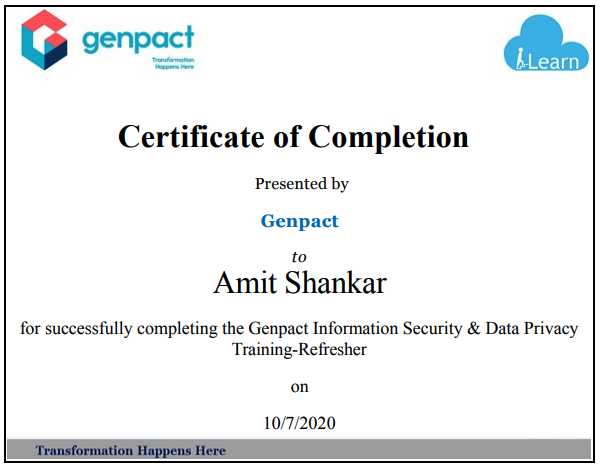 genpact
Transformation
Happens Here
i-Learn
Certificate of Completion
Presented by
Genpact
to
Amit Shankar
for successfully completing the Genpact Information Security & Data Privacy
Training-Refresher
on
10/7/2020
Transformation Happens Here